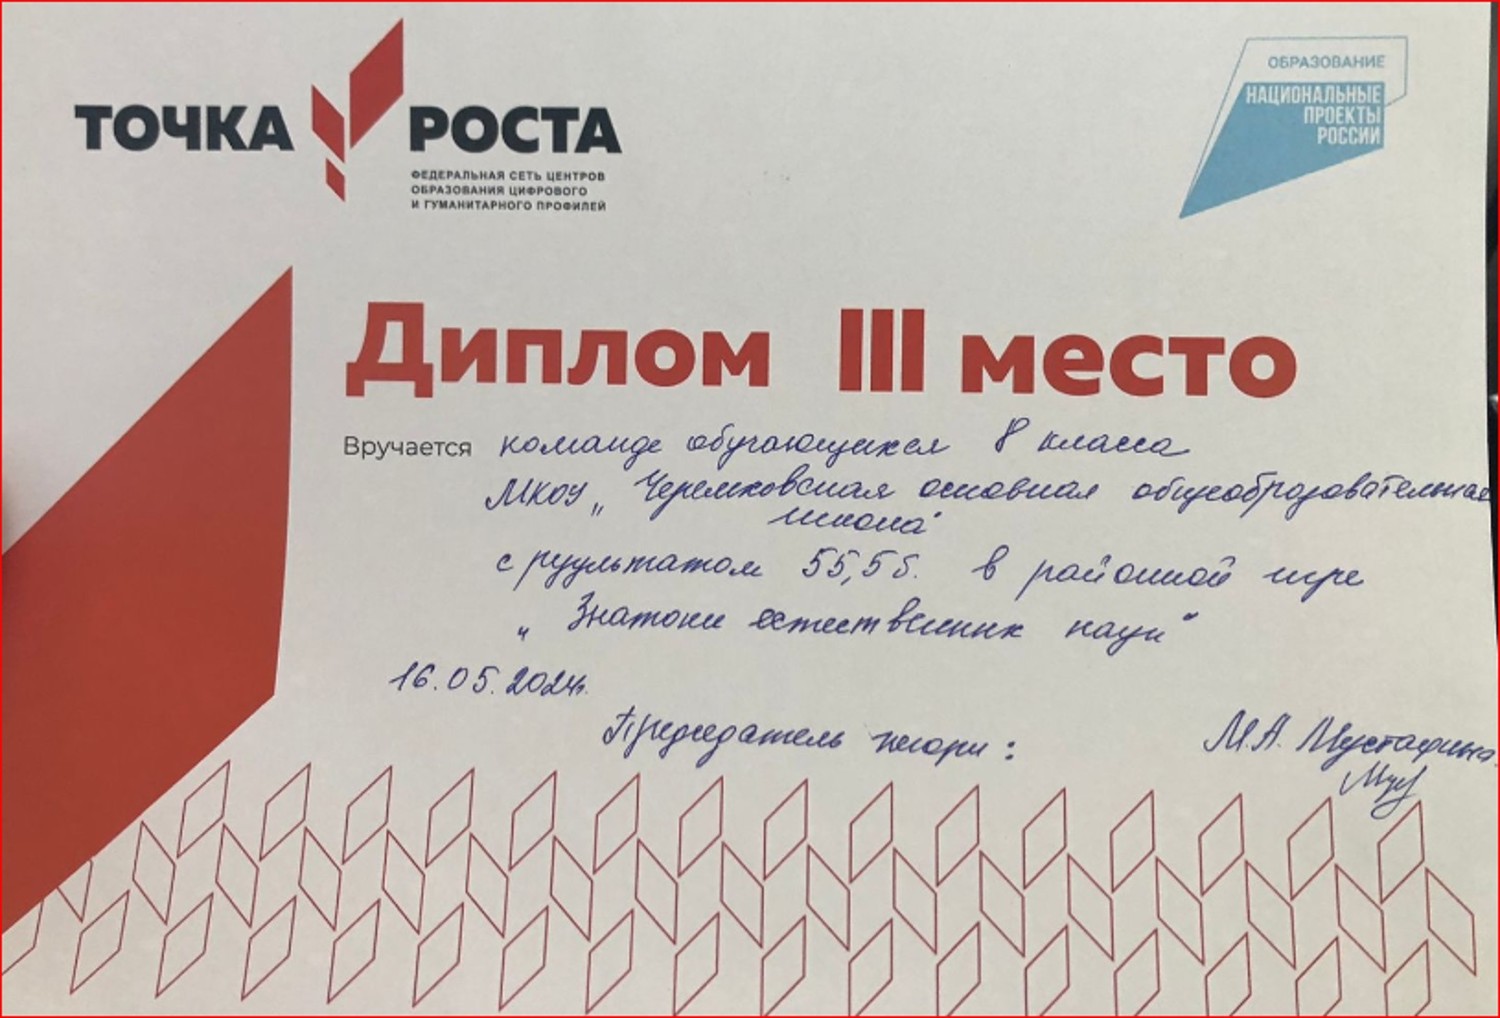 ТОЧКА РОСТА
ФЕДЕРАЛЬНАЯ СЕТЬ ЦЕНТРОВ
ОБРАЗОВАНИЯ ЦИФРОВОГО
И ГУМАНИТАРНОГО ПРОФИЛЕЙ
ОБРАЗОВАНИЕ
НАЦИОНАЛЬНЫЕ
ПРОЕКТЫ
РОССИИ
Диплом III место
Вручается команде обучающихся 8 класса
МКОУ „Черемховская основная общеобразовательная
школа"
с результатом 55,5 б. в районной игре
„Знатоки естественных наук"
16.05.2024г.
Председатель жюри: М.А. Мустафина